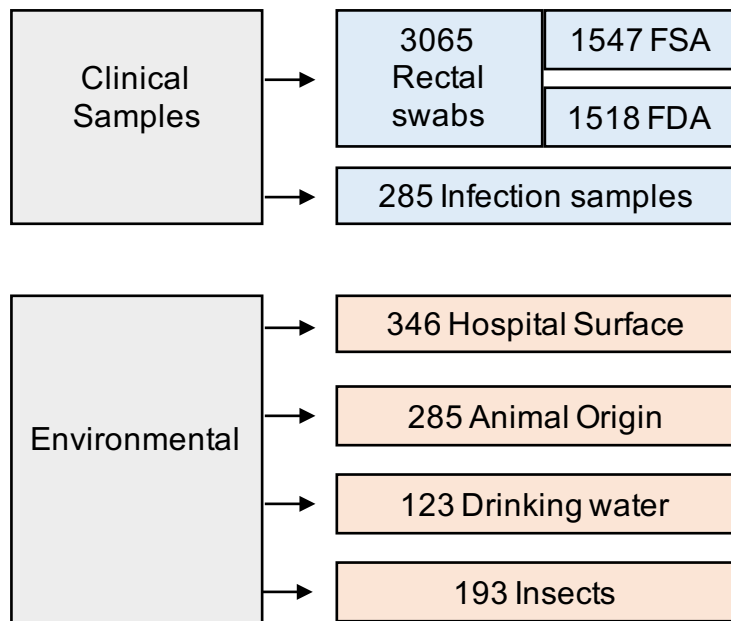 Clinical
Samples
3065
Rectal
swabs
1547 FSA
1518 FDA
285 Infection samples
Environmental
346 Hospital Surface
285 Animal Origin
123 Drinking water
193 Insects